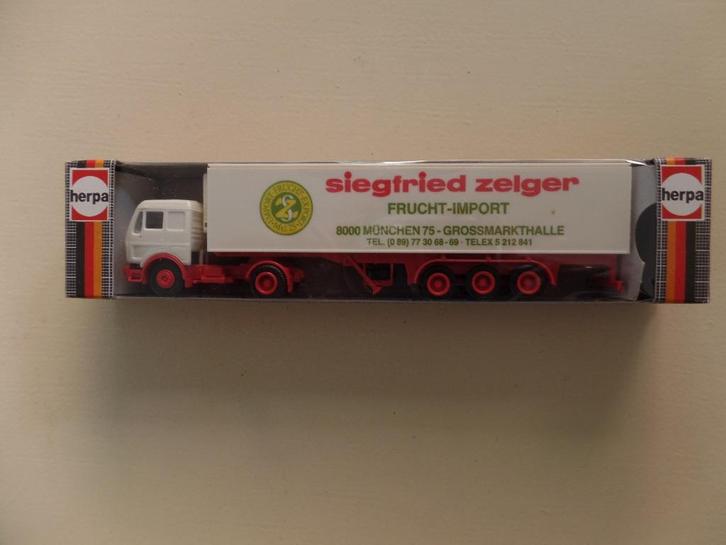 herpa
siegfried zelger
FRUCHT-IMPORT
8000 MÜNCHEN 75 - GROSSMARKTHALLE
TEL. (0 89) 77 30 68-69 · TELEX 5 212 841
herpa